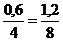 0,6/4 = 1,2/8